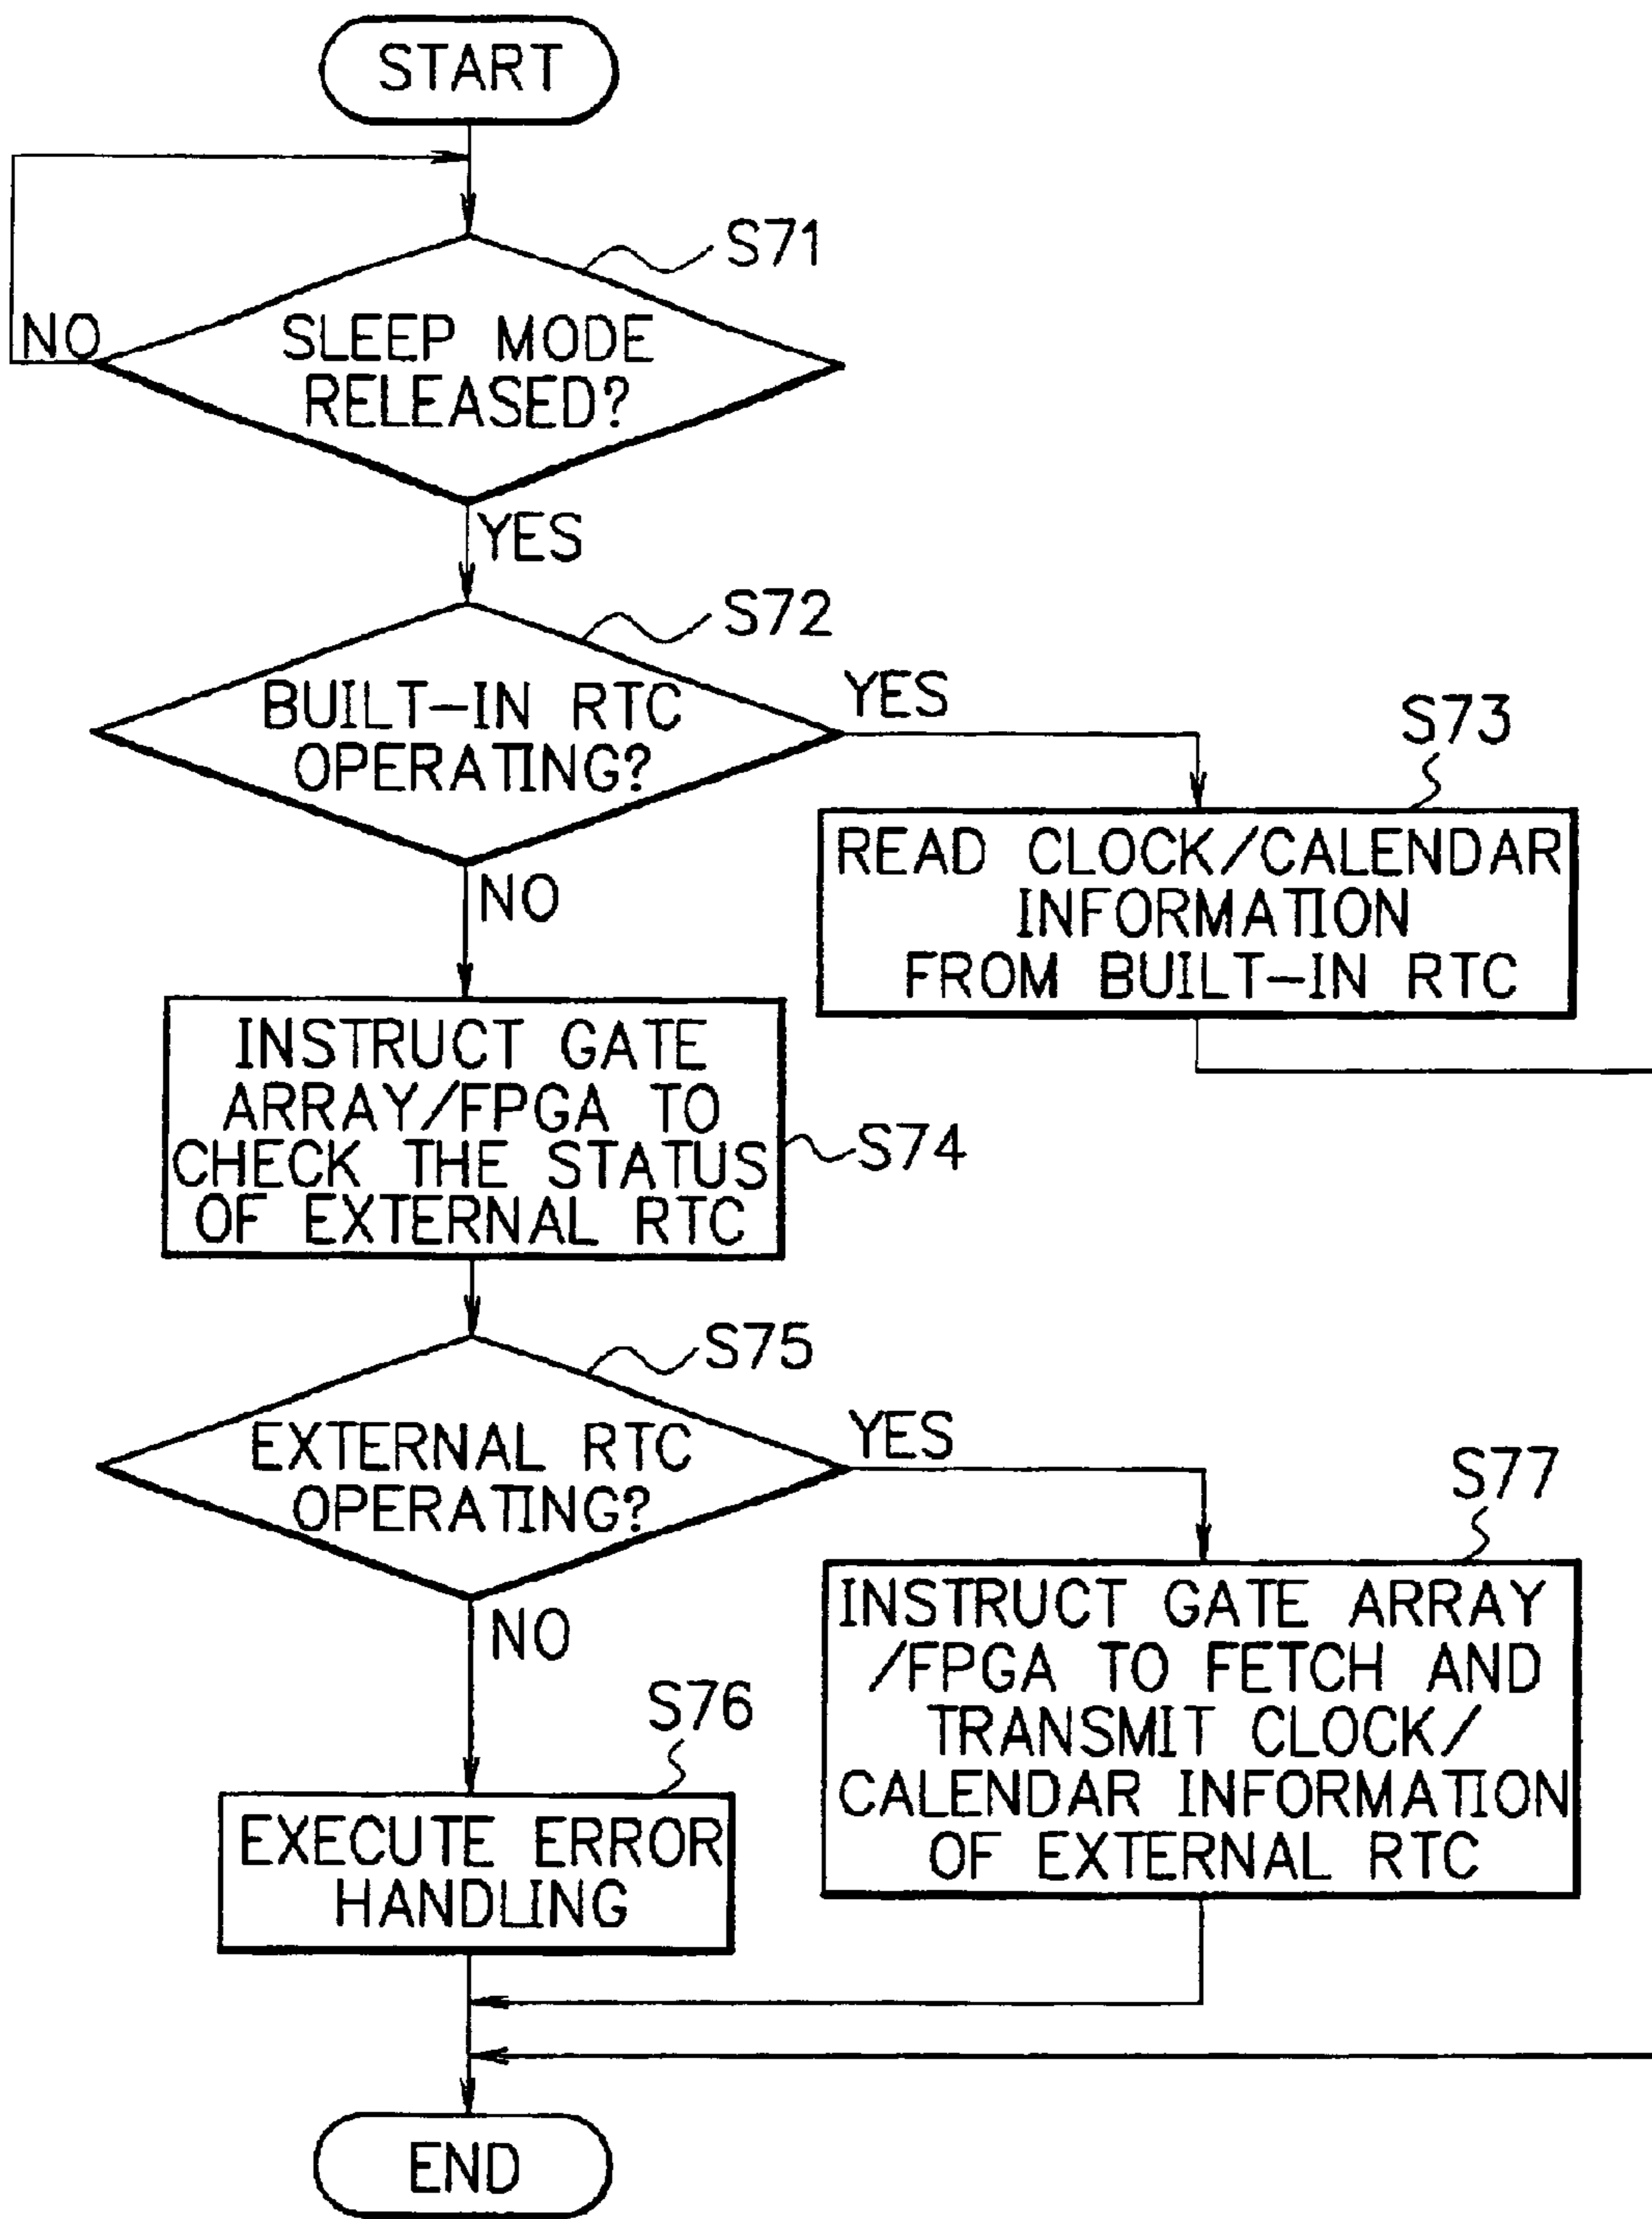 START
S71
NO
SLEEP MODE
RELEASED?
YES
S72
BUILT-IN RTC
OPERATING?
YES
S73
READ CLOCK/CALENDAR
INFORMATION
FROM BUILT-IN RTC
NO
INSTRUCT GATE
ARRAY/FPGA TO
CHECK THE STATUS
OF EXTERNAL RTC
S74
S75
EXTERNAL RTC
OPERATING?
YES
S77
INSTRUCT GATE ARRAY
/FPGA TO FETCH AND
TRANSMIT CLOCK/
CALENDAR INFORMATION
OF EXTERNAL RTC
NO
S76
EXECUTE ERROR
HANDLING
END